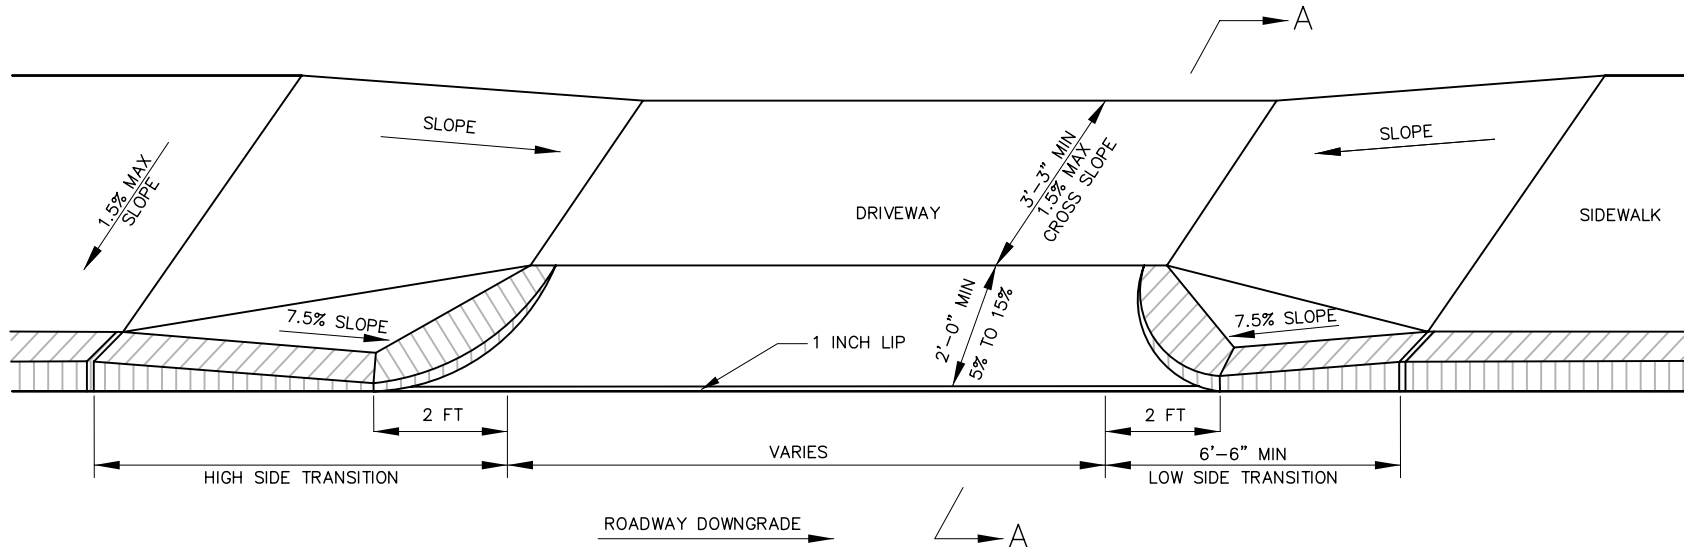 A
SLOPE
SLOPE
1.5% MAX
SLOPE
3'-3" MIN
1.5% MAX
CROSS SLOPE
DRIVEWAY
SIDEWALK
7.5% SLOPE
7.5% SLOPE
2'-0" MIN
5% TO 15%
1 INCH LIP
2 FT
2 FT
VARIES
6'-6" MIN
HIGH SIDE TRANSITION
LOW SIDE TRANSITION
ROADWAY DOWNGRADE
A